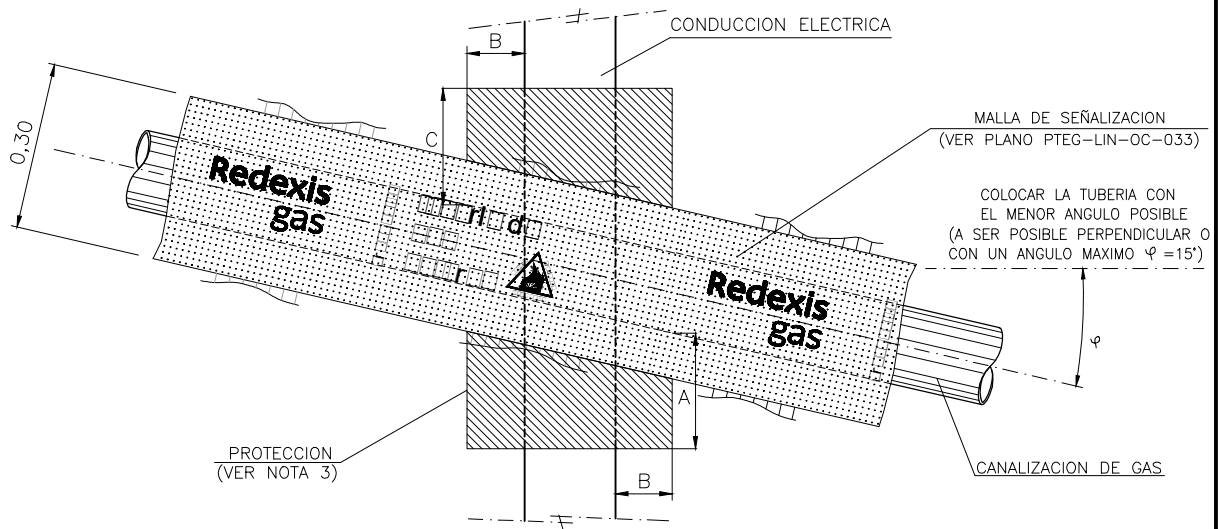 CONDUCCION ELECTRICA
B
C
0,30
MALLA DE SEÑALIZACION
(VER PLANO PTEG-LIN-OC-033)
COLOCAR LA TUBERIA CON
EL MENOR ANGULO POSIBLE
(A SER POSIBLE PERPENDICULAR O
CON UN ANGULO MAXIMO φ =15°)
Redexis
gas
Redexis
gas
φ
A
B
PROTECCION
(VER NOTA 3)
CANALIZACION DE GAS